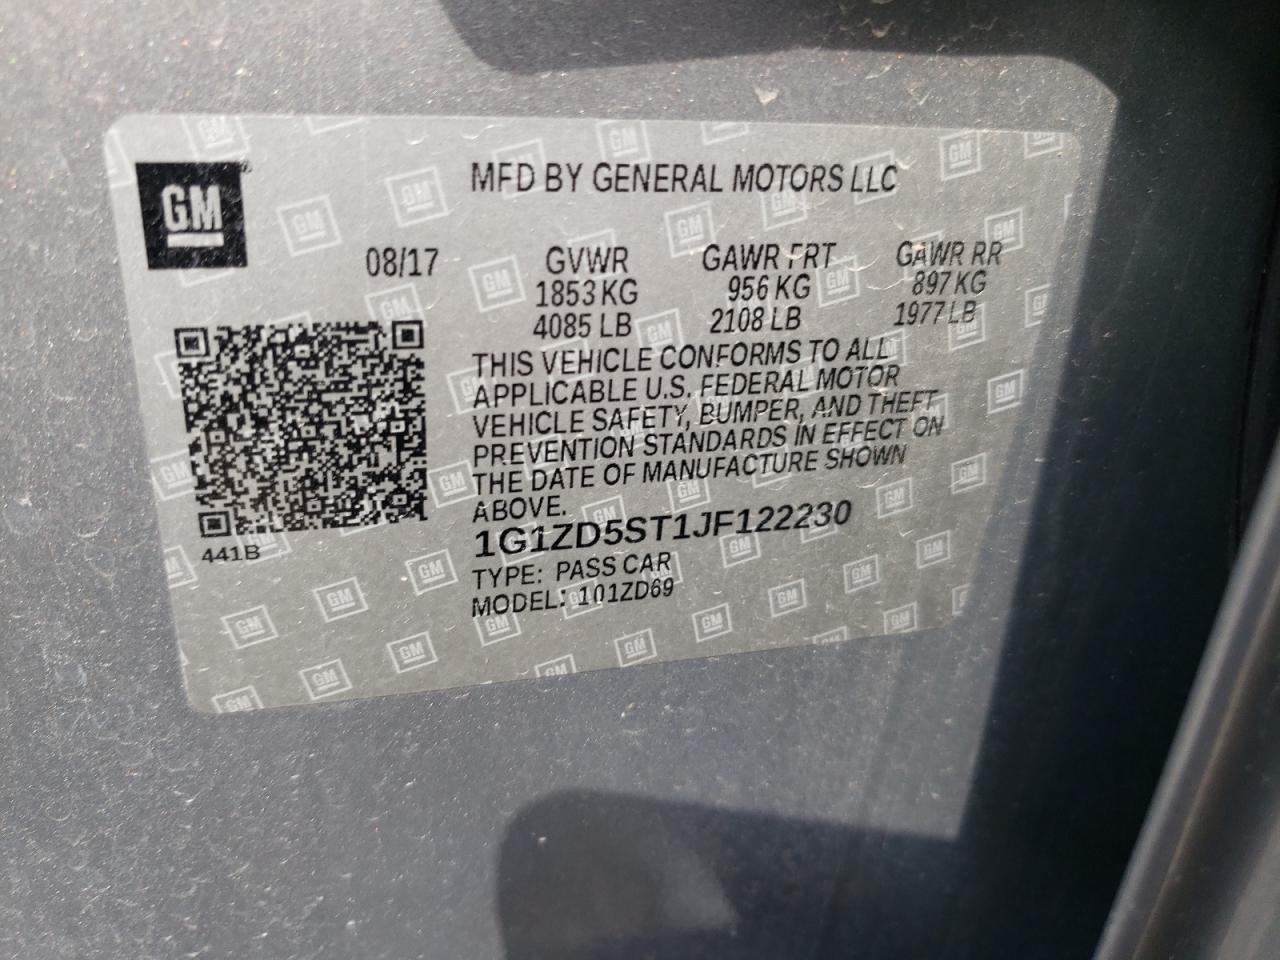 GM
MFD BY GENERAL MOTORS LLC
08/17 GVWR GAWR FRT GAWR RR
1853 KG 956 KG 897 KG
4085 LB 2108 LB 1977 LB
THIS VEHICLE CONFORMS TO ALL
APPLICABLE U.S. FEDERAL MOTOR
VEHICLE SAFETY, BUMPER, AND THEFT
PREVENTION STANDARDS IN EFFECT ON
THE DATE OF MANUFACTURE SHOWN
ABOVE.
441B
1G1ZD5ST1JF122230
TYPE: PASS CAR
MODEL: 101ZD69